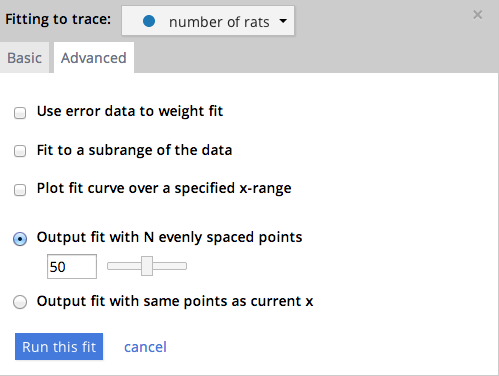 Fitting to trace: number of rats
Basic Advanced
Use error data to weight fit
Fit to a subrange of the data
Plot fit curve over a specified x-range
Output fit with N evenly spaced points
50
Output fit with same points as current x
Run this fit cancel